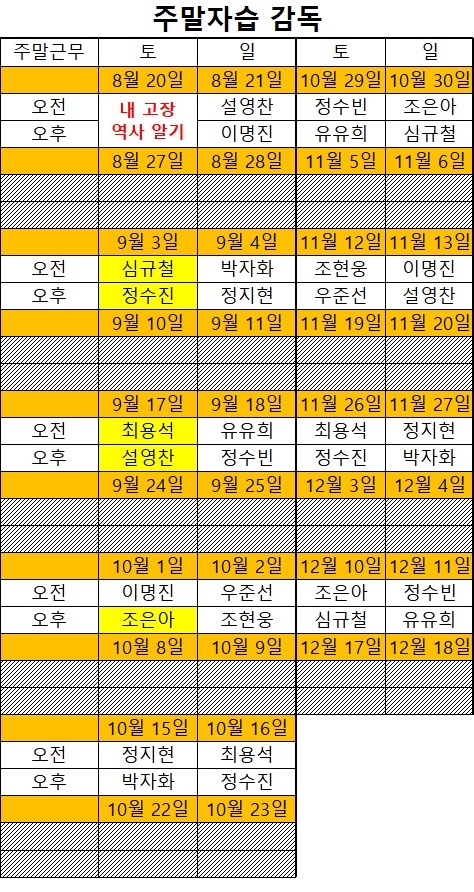 주말자습 감독
주말근무 토 일 토 일
8월 20일 8월 21일 10월 29일 10월 30일
오전 내 고장 설영찬 정수빈 조은아
오후 역사 알기 이명진 유유희 심규철
8월 27일 8월 28일 11월 5일 11월 6일
9월 3일 9월 4일 11월 12일 11월 13일
오전 심규철 박자화 조현웅 이명진
오후 정수진 정지현 우준선 설영찬
9월 10일 9월 11일 11월 19일 11월 20일
9월 17일 9월 18일 11월 26일 11월 27일
오전 최용석 유유희 최용석 정지현
오후 설영찬 정수빈 정수진 박자화
9월 24일 9월 25일 12월 3일 12월 4일
10월 1일 10월 2일 12월 10일 12월 11일
오전 이명진 우준선 조은아 정수빈
오후 조은아 조현웅 심규철 유유희
10월 8일 10월 9일 12월 17일 12월 18일
10월 15일 10월 16일
오전 정지현 최용석
오후 박자화 정수진
10월 22일 10월 23일